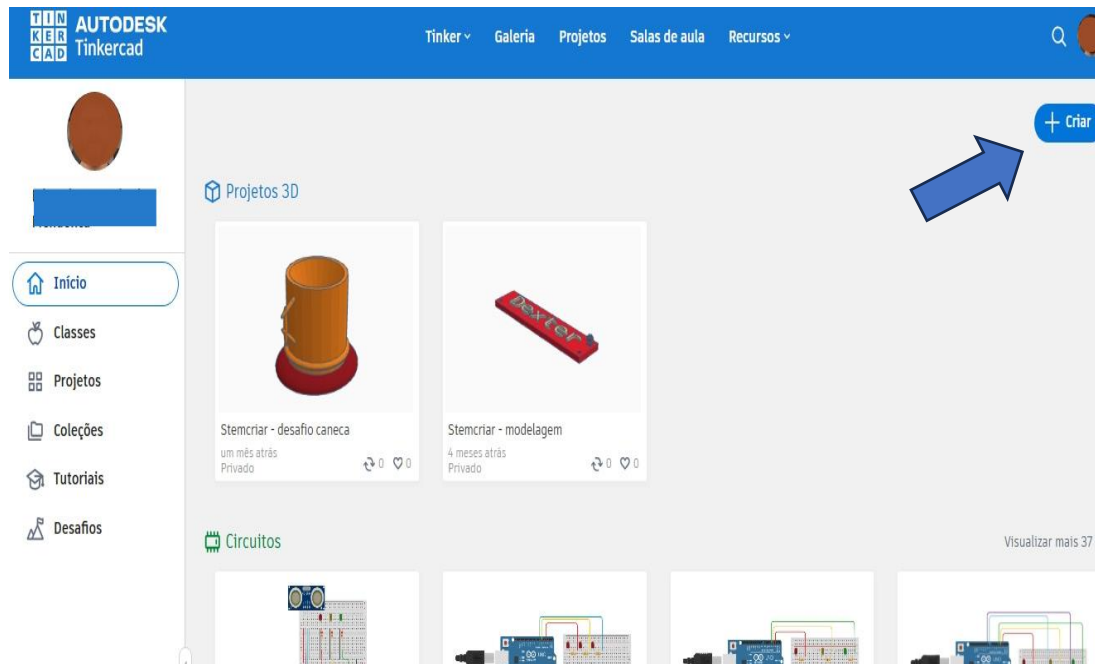 TIN
KER
CAD
AUTODESK
Tinkercad
Tinker Galeria Projetos Salas de aula Recursos
+ Criar
Início
Classes
Projetos
Coleções
Tutoriais
Desafios
Projetos 3D
Dexter
Stemcriar - desafio caneca
um mês atrás
Privado
0 0
Stemcriar - modelagem
4 meses atrás
Privado
0 0
Circuitos
Visualizar mais 37